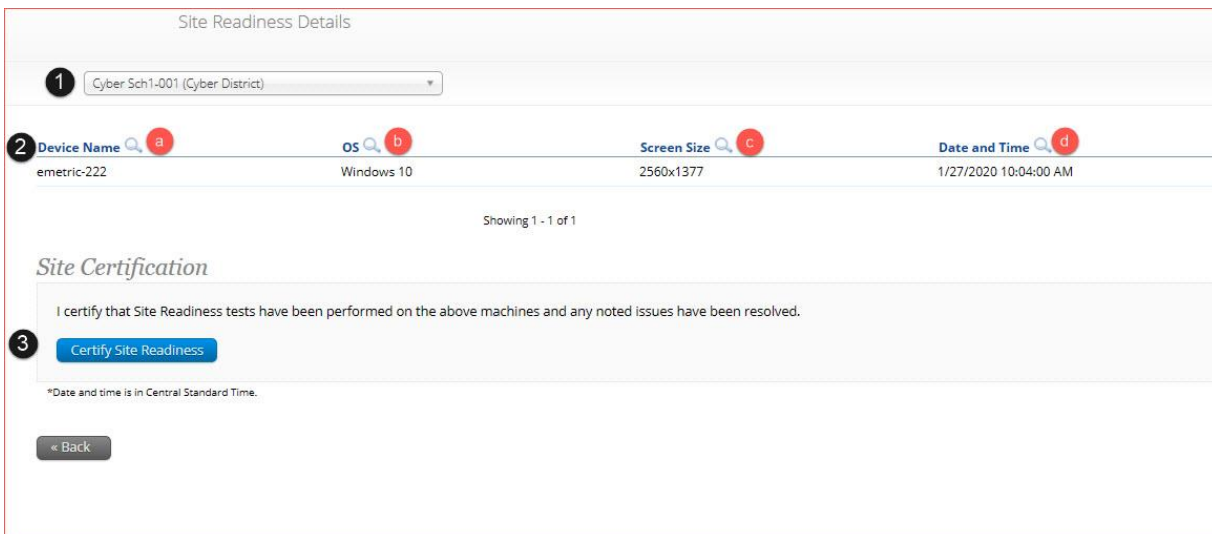 Site Readiness Details
1 Cyber Sch1-001 (Cyber District)
2 Device Name a OS b Screen Size c Date and Time d
emetric-222 Windows 10 2560x1377 1/27/2020 10:04:00 AM
Showing 1 - 1 of 1
Site Certification
I certify that Site Readiness tests have been performed on the above machines and any noted issues have been resolved.
3 Certify Site Readiness
*Date and time is in Central Standard Time.
« Back